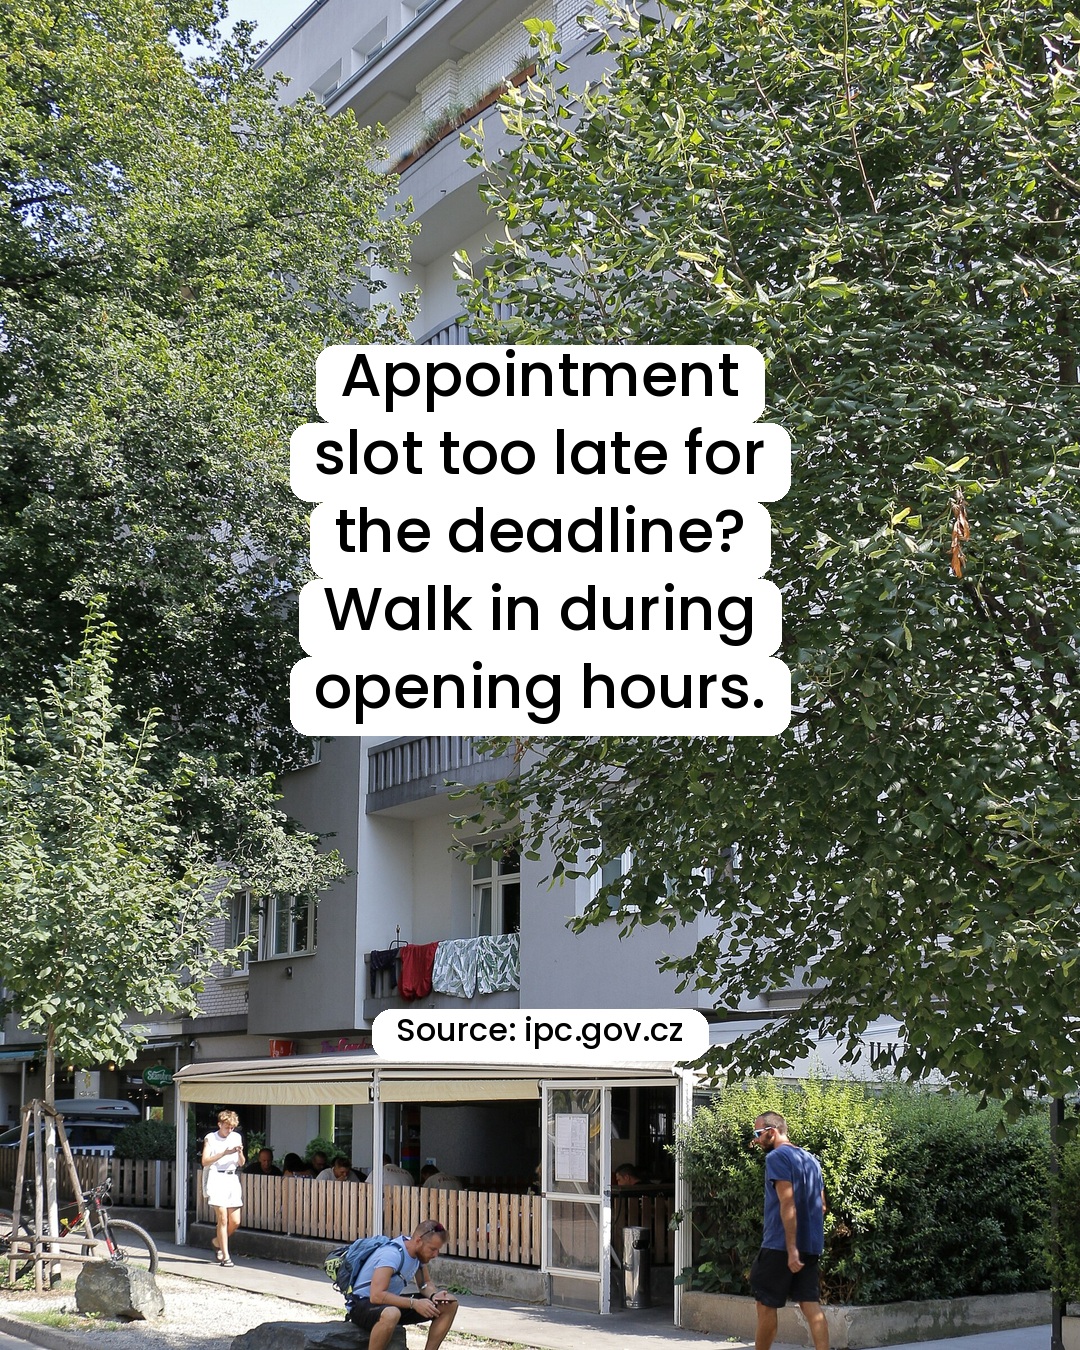 Appointment
slot too late for
the deadline?
Walk in during
opening hours.
Source: ipc.gov.cz